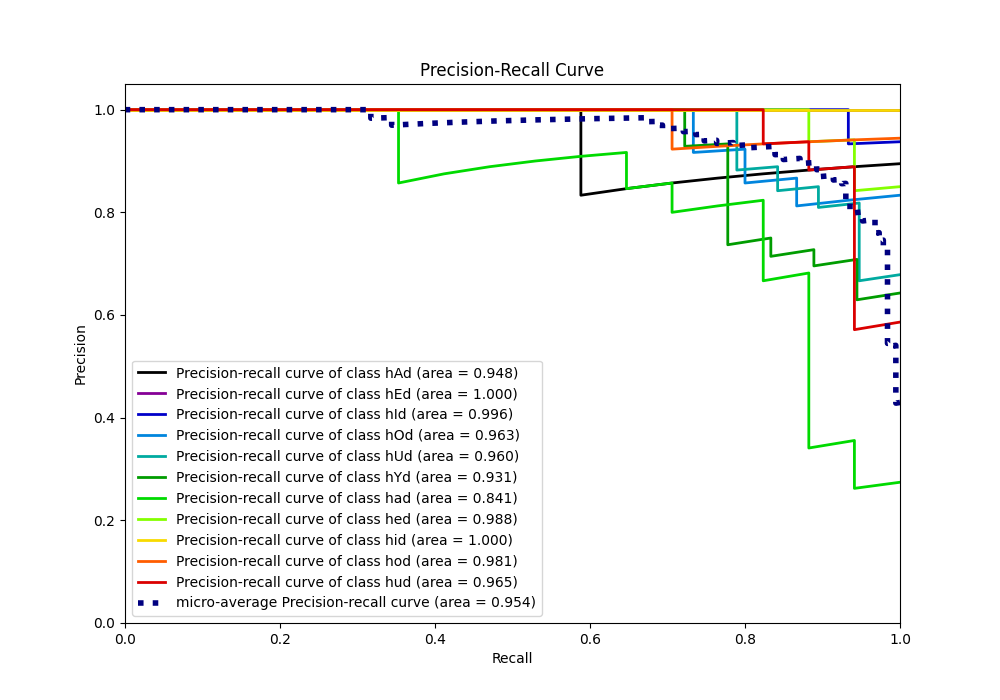 Precision-Recall Curve
Precision
1.0
0.8
0.6
0.4
0.2
0.0
Precision-recall curve of class hAd (area = 0.948)
Precision-recall curve of class hEd (area = 1.000)
Precision-recall curve of class hId (area = 0.996)
Precision-recall curve of class hOd (area = 0.963)
Precision-recall curve of class hUd (area = 0.960)
Precision-recall curve of class hYd (area = 0.931)
Precision-recall curve of class had (area = 0.841)
Precision-recall curve of class hed (area = 0.988)
Precision-recall curve of class hid (area = 1.000)
Precision-recall curve of class hod (area = 0.981)
Precision-recall curve of class hud (area = 0.965)
micro-average Precision-recall curve (area = 0.954)
0.0 0.2 0.4 0.6 0.8 1.0
Recall